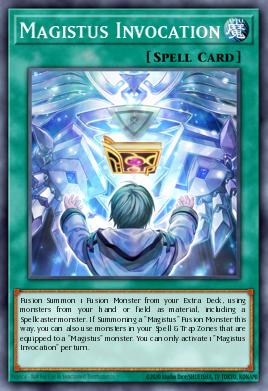 Magistus Invocation
魔
[Spell Card]
Fusion Summon 1 Fusion Monster from your Extra Deck, using
monsters from your hand or field as material, including a
Spellcaster monster. If Summoning a "Magistus" Fusion Monster this
way, you can also use monsters in your Spell & Trap Zones that are
equipped to a "Magistus" monster. You can only activate 1 "Magistus
Invocation" per turn.